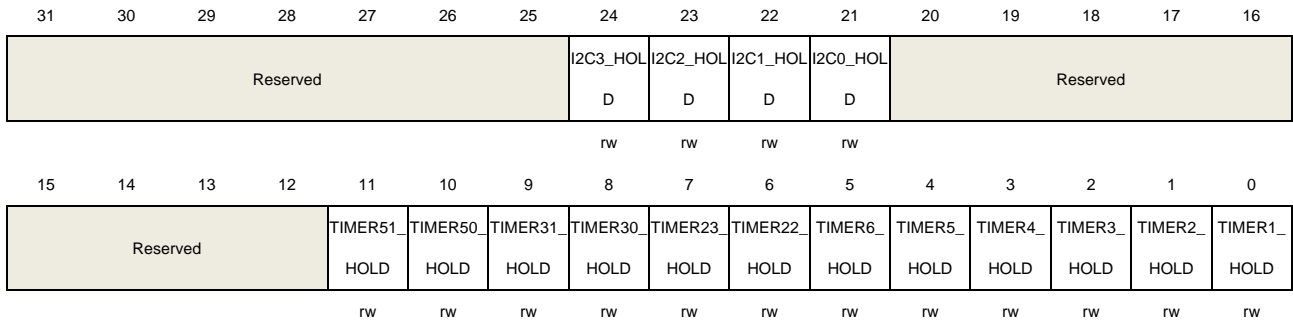 31 30 29 28 27 26 25 24 23 22 21 20 19 18 17 16
Reserved I2C3_HOL I2C2_HOL I2C1_HOL I2C0_HOL Reserved
D D D D
rw rw rw rw
15 14 13 12 11 10 9 8 7 6 5 4 3 2 1 0
Reserved TIMER51_ TIMER50_ TIMER31_ TIMER30_ TIMER23_ TIMER22_ TIMER6_ TIMER5_ TIMER4_ TIMER3_ TIMER2_ TIMER1_
HOLD HOLD HOLD HOLD HOLD HOLD HOLD HOLD HOLD HOLD HOLD HOLD
rw rw rw rw rw rw rw rw rw rw rw rw